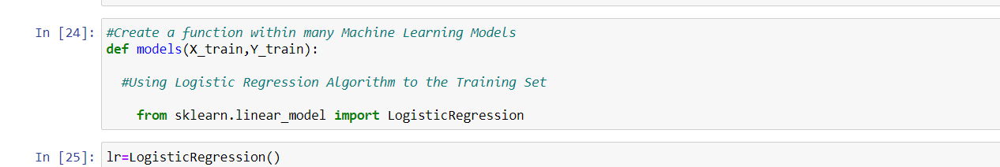 In [24]: #Create a function within many Machine Learning Models
def models(X_train,Y_train):
#Using Logistic Regression Algorithm to the Training Set
from sklearn.linear_model import LogisticRegression
In [25]: lr=LogisticRegression()